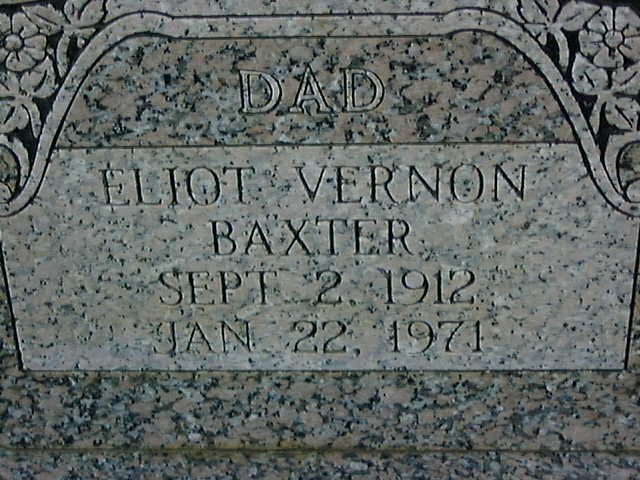 DAD
ELIOT VERNON
BAXTER
SEPT 2, 1912
JAN 22, 1971